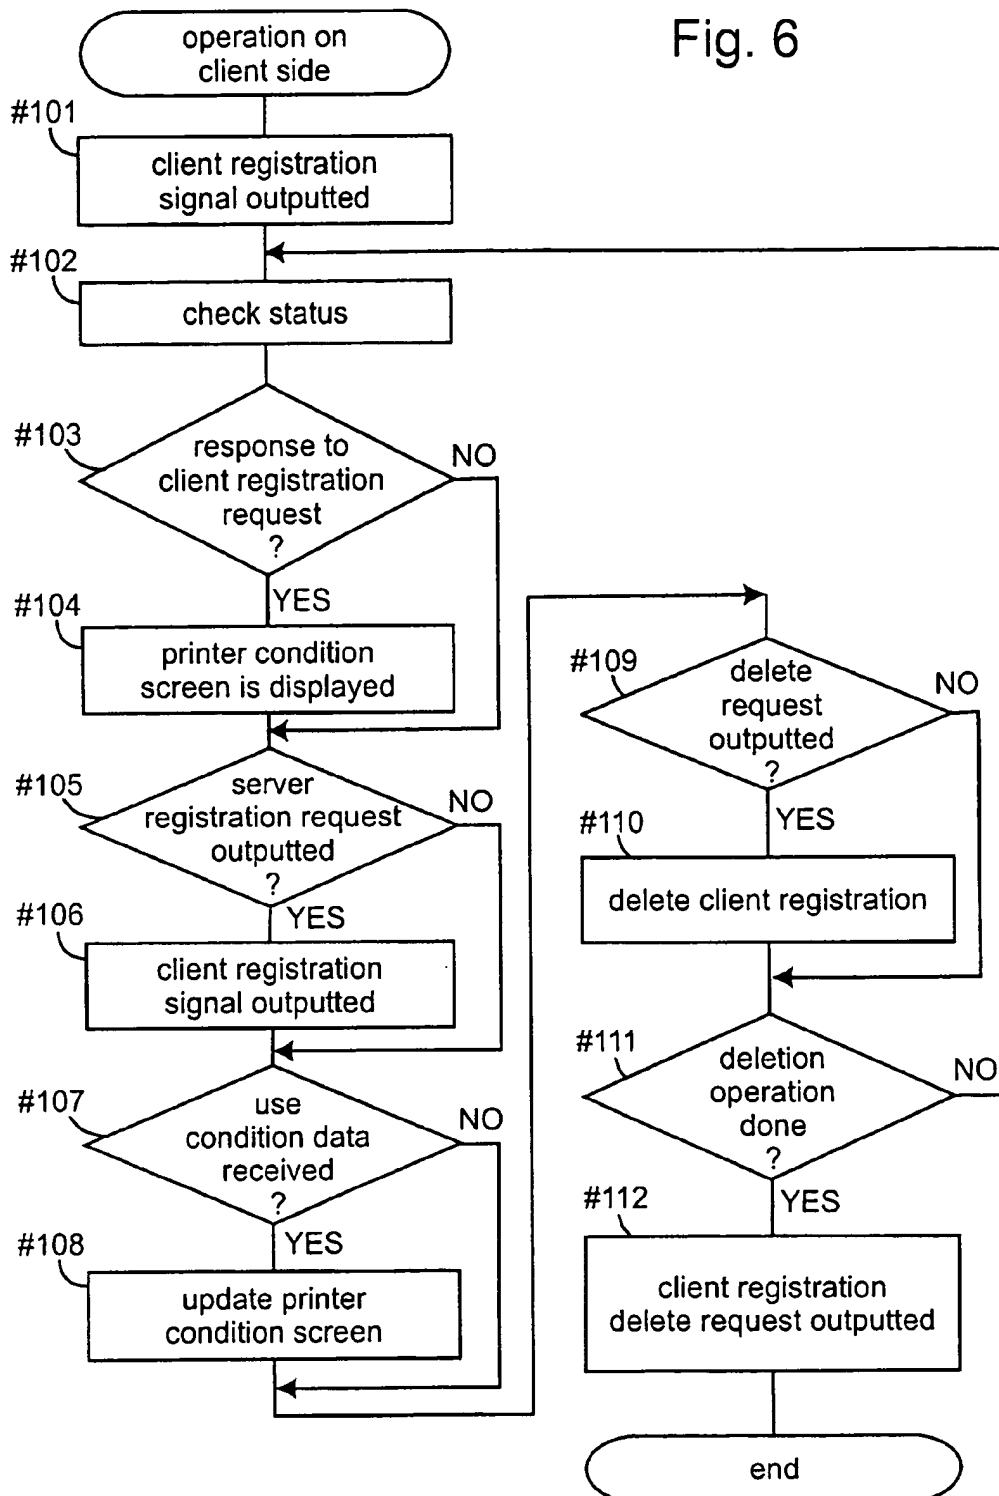 Fig. 6
operation on
client side
#101
client registration
signal outputted
#102
check status
#103
response to
client registration
request
?
NO
YES
#104
printer condition
screen is displayed
#105
server
registration request
outputted
?
NO
YES
#106
client registration
signal outputted
#107
use
condition data
received
?
NO
YES
#108
update printer
condition screen
#109
delete
request
outputted
?
NO
YES
#110
delete client registration
#111
deletion
operation
done
?
NO
YES
#112
client registration
delete request outputted
end